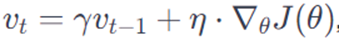 v_t = γv_{t−1} + η · ∇_θ J(θ),